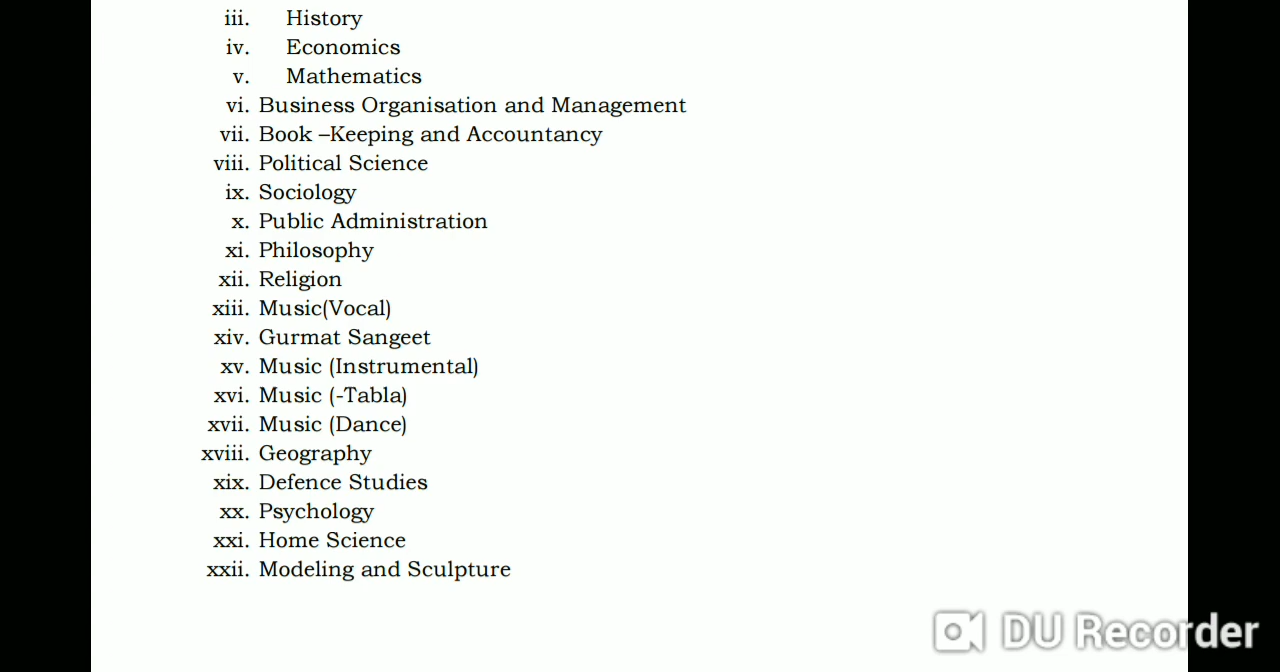 iii. History
iv. Economics
v. Mathematics
vi. Business Organisation and Management
vii. Book –Keeping and Accountancy
viii. Political Science
ix. Sociology
x. Public Administration
xi. Philosophy
xii. Religion
xiii. Music(Vocal)
xiv. Gurmat Sangeet
xv. Music (Instrumental)
xvi. Music (-Tabla)
xvii. Music (Dance)
xviii. Geography
xix. Defence Studies
xx. Psychology
xxi. Home Science
xxii. Modeling and Sculpture
DU Recorder